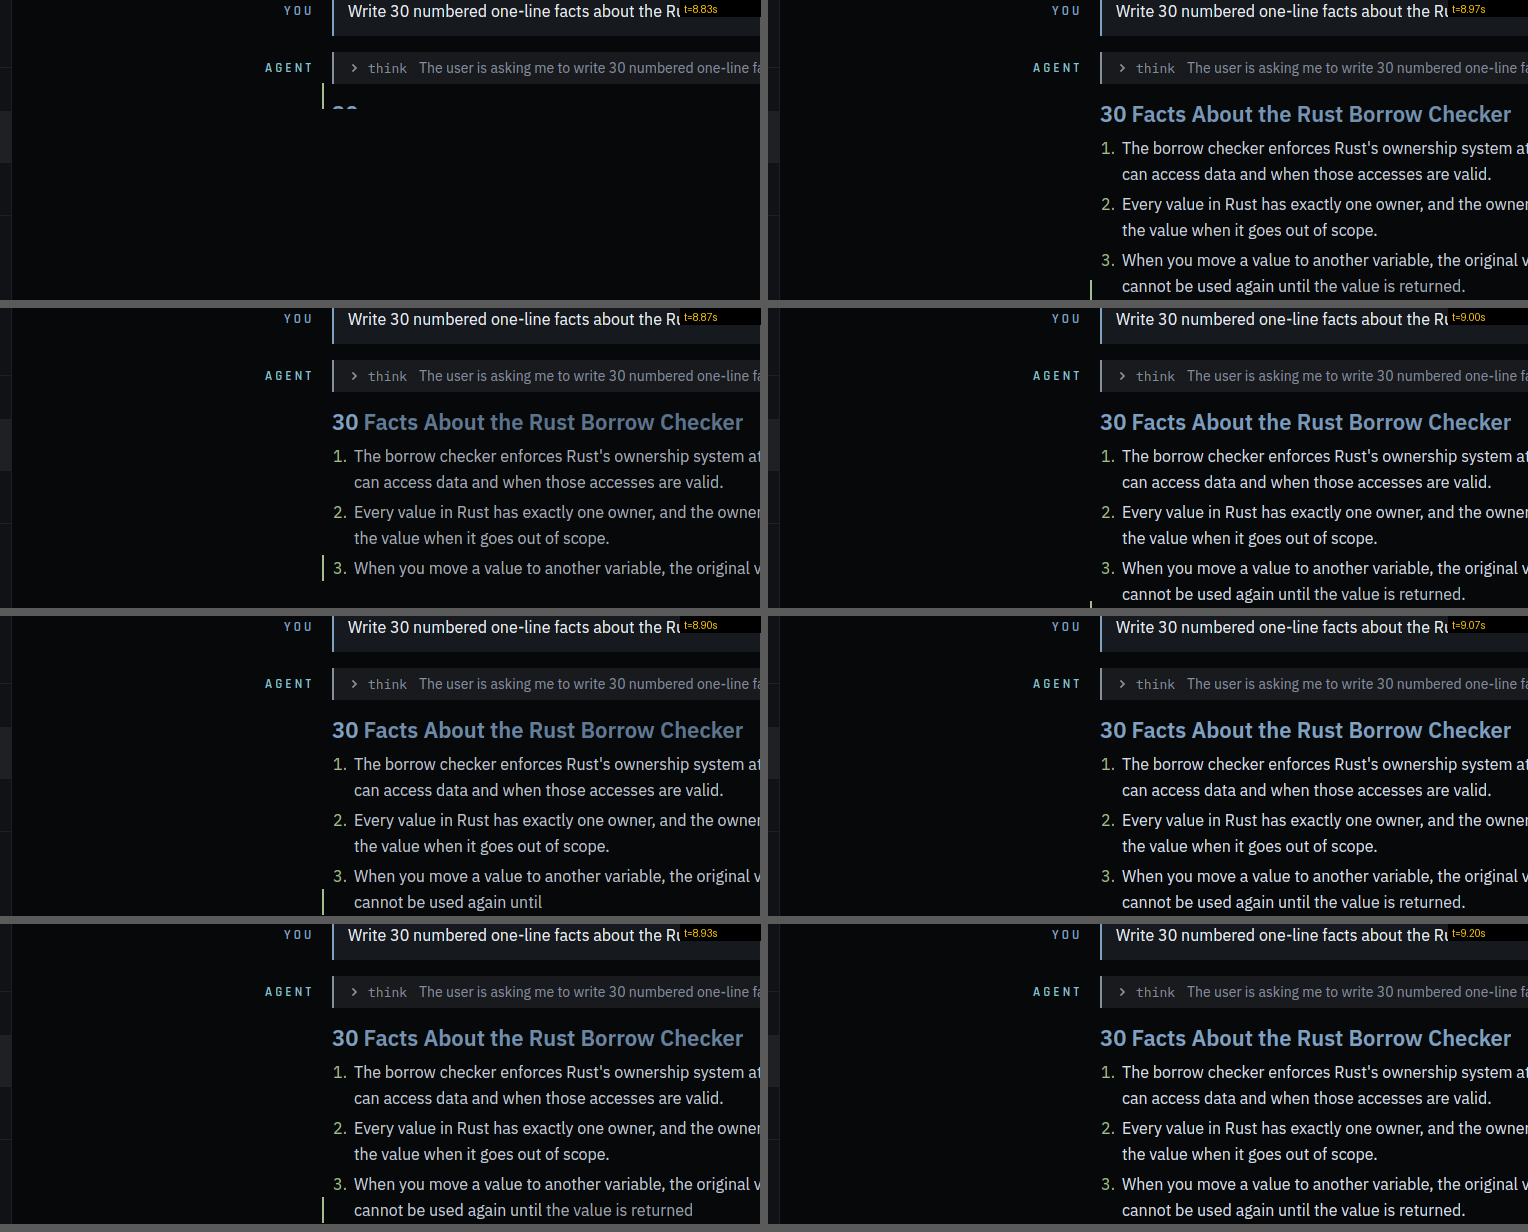 YOU
Write 30 numbered one-line facts about the Ru
t=8.83s
AGENT
> think The user is asking me to write 30 numbered one-line fa
30
YOU
Write 30 numbered one-line facts about the Ru
t=8.87s
AGENT
> think The user is asking me to write 30 numbered one-line fa
30 Facts About the Rust Borrow Checker
1. The borrow checker enforces Rust's ownership system at
can access data and when those accesses are valid.
2. Every value in Rust has exactly one owner, and the owner
the value when it goes out of scope.
3. When you move a value to another variable, the original v
YOU
Write 30 numbered one-line facts about the Ru
t=8.90s
AGENT
> think The user is asking me to write 30 numbered one-line fa
30 Facts About the Rust Borrow Checker
1. The borrow checker enforces Rust's ownership system at
can access data and when those accesses are valid.
2. Every value in Rust has exactly one owner, and the owner
the value when it goes out of scope.
3. When you move a value to another variable, the original v
cannot be used again until
YOU
Write 30 numbered one-line facts about the Ru
t=8.93s
AGENT
> think The user is asking me to write 30 numbered one-line fa
30 Facts About the Rust Borrow Checker
1. The borrow checker enforces Rust's ownership system at
can access data and when those accesses are valid.
2. Every value in Rust has exactly one owner, and the owner
the value when it goes out of scope.
3. When you move a value to another variable, the original v
cannot be used again until the value is returned
YOU
Write 30 numbered one-line facts about the Ru
t=8.97s
AGENT
> think The user is asking me to write 30 numbered one-line fa
30 Facts About the Rust Borrow Checker
1. The borrow checker enforces Rust's ownership system at
can access data and when those accesses are valid.
2. Every value in Rust has exactly one owner, and the owner
the value when it goes out of scope.
3. When you move a value to another variable, the original v
cannot be used again until the value is returned.
YOU
Write 30 numbered one-line facts about the Ru
t=9.00s
AGENT
> think The user is asking me to write 30 numbered one-line fa
30 Facts About the Rust Borrow Checker
1. The borrow checker enforces Rust's ownership system at
can access data and when those accesses are valid.
2. Every value in Rust has exactly one owner, and the owner
the value when it goes out of scope.
3. When you move a value to another variable, the original v
cannot be used again until the value is returned.
YOU
Write 30 numbered one-line facts about the Ru
t=9.07s
AGENT
> think The user is asking me to write 30 numbered one-line fa
30 Facts About the Rust Borrow Checker
1. The borrow checker enforces Rust's ownership system at
can access data and when those accesses are valid.
2. Every value in Rust has exactly one owner, and the owner
the value when it goes out of scope.
3. When you move a value to another variable, the original v
cannot be used again until the value is returned.
YOU
Write 30 numbered one-line facts about the Ru
t=9.20s
AGENT
> think The user is asking me to write 30 numbered one-line fa
30 Facts About the Rust Borrow Checker
1. The borrow checker enforces Rust's ownership system at
can access data and when those accesses are valid.
2. Every value in Rust has exactly one owner, and the owner
the value when it goes out of scope.
3. When you move a value to another variable, the original v
cannot be used again until the value is returned.